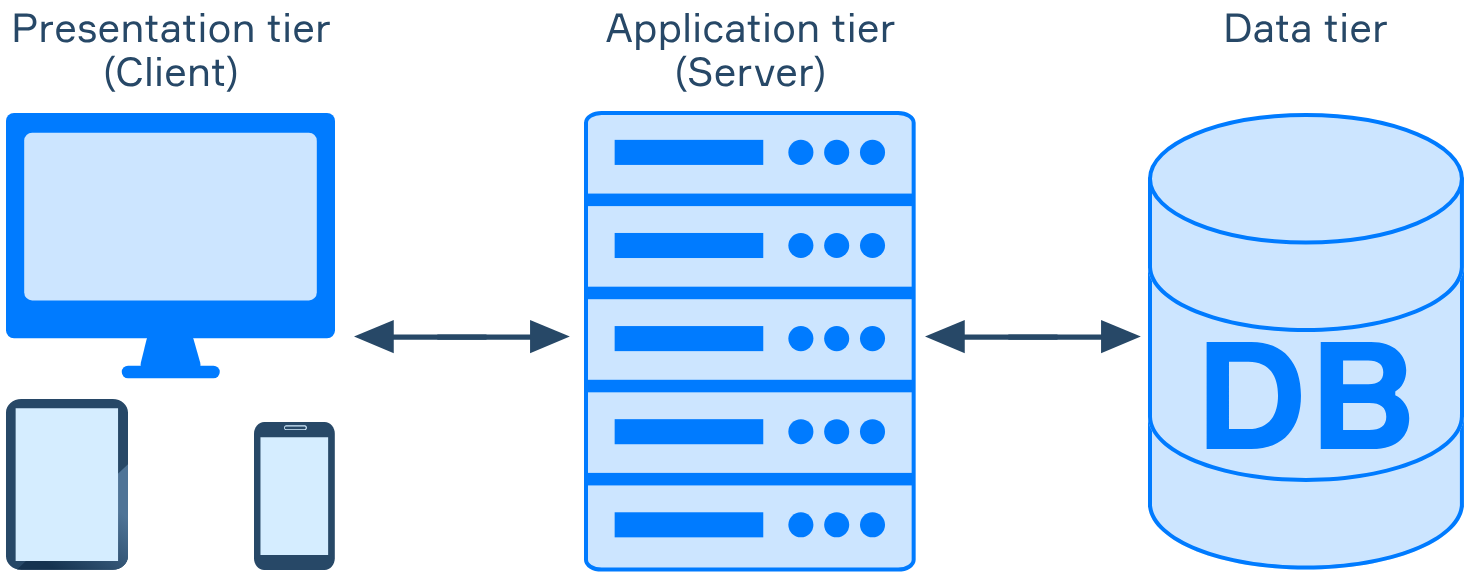 Presentation tier
(Client)
Application tier
(Server)
Data tier
DB